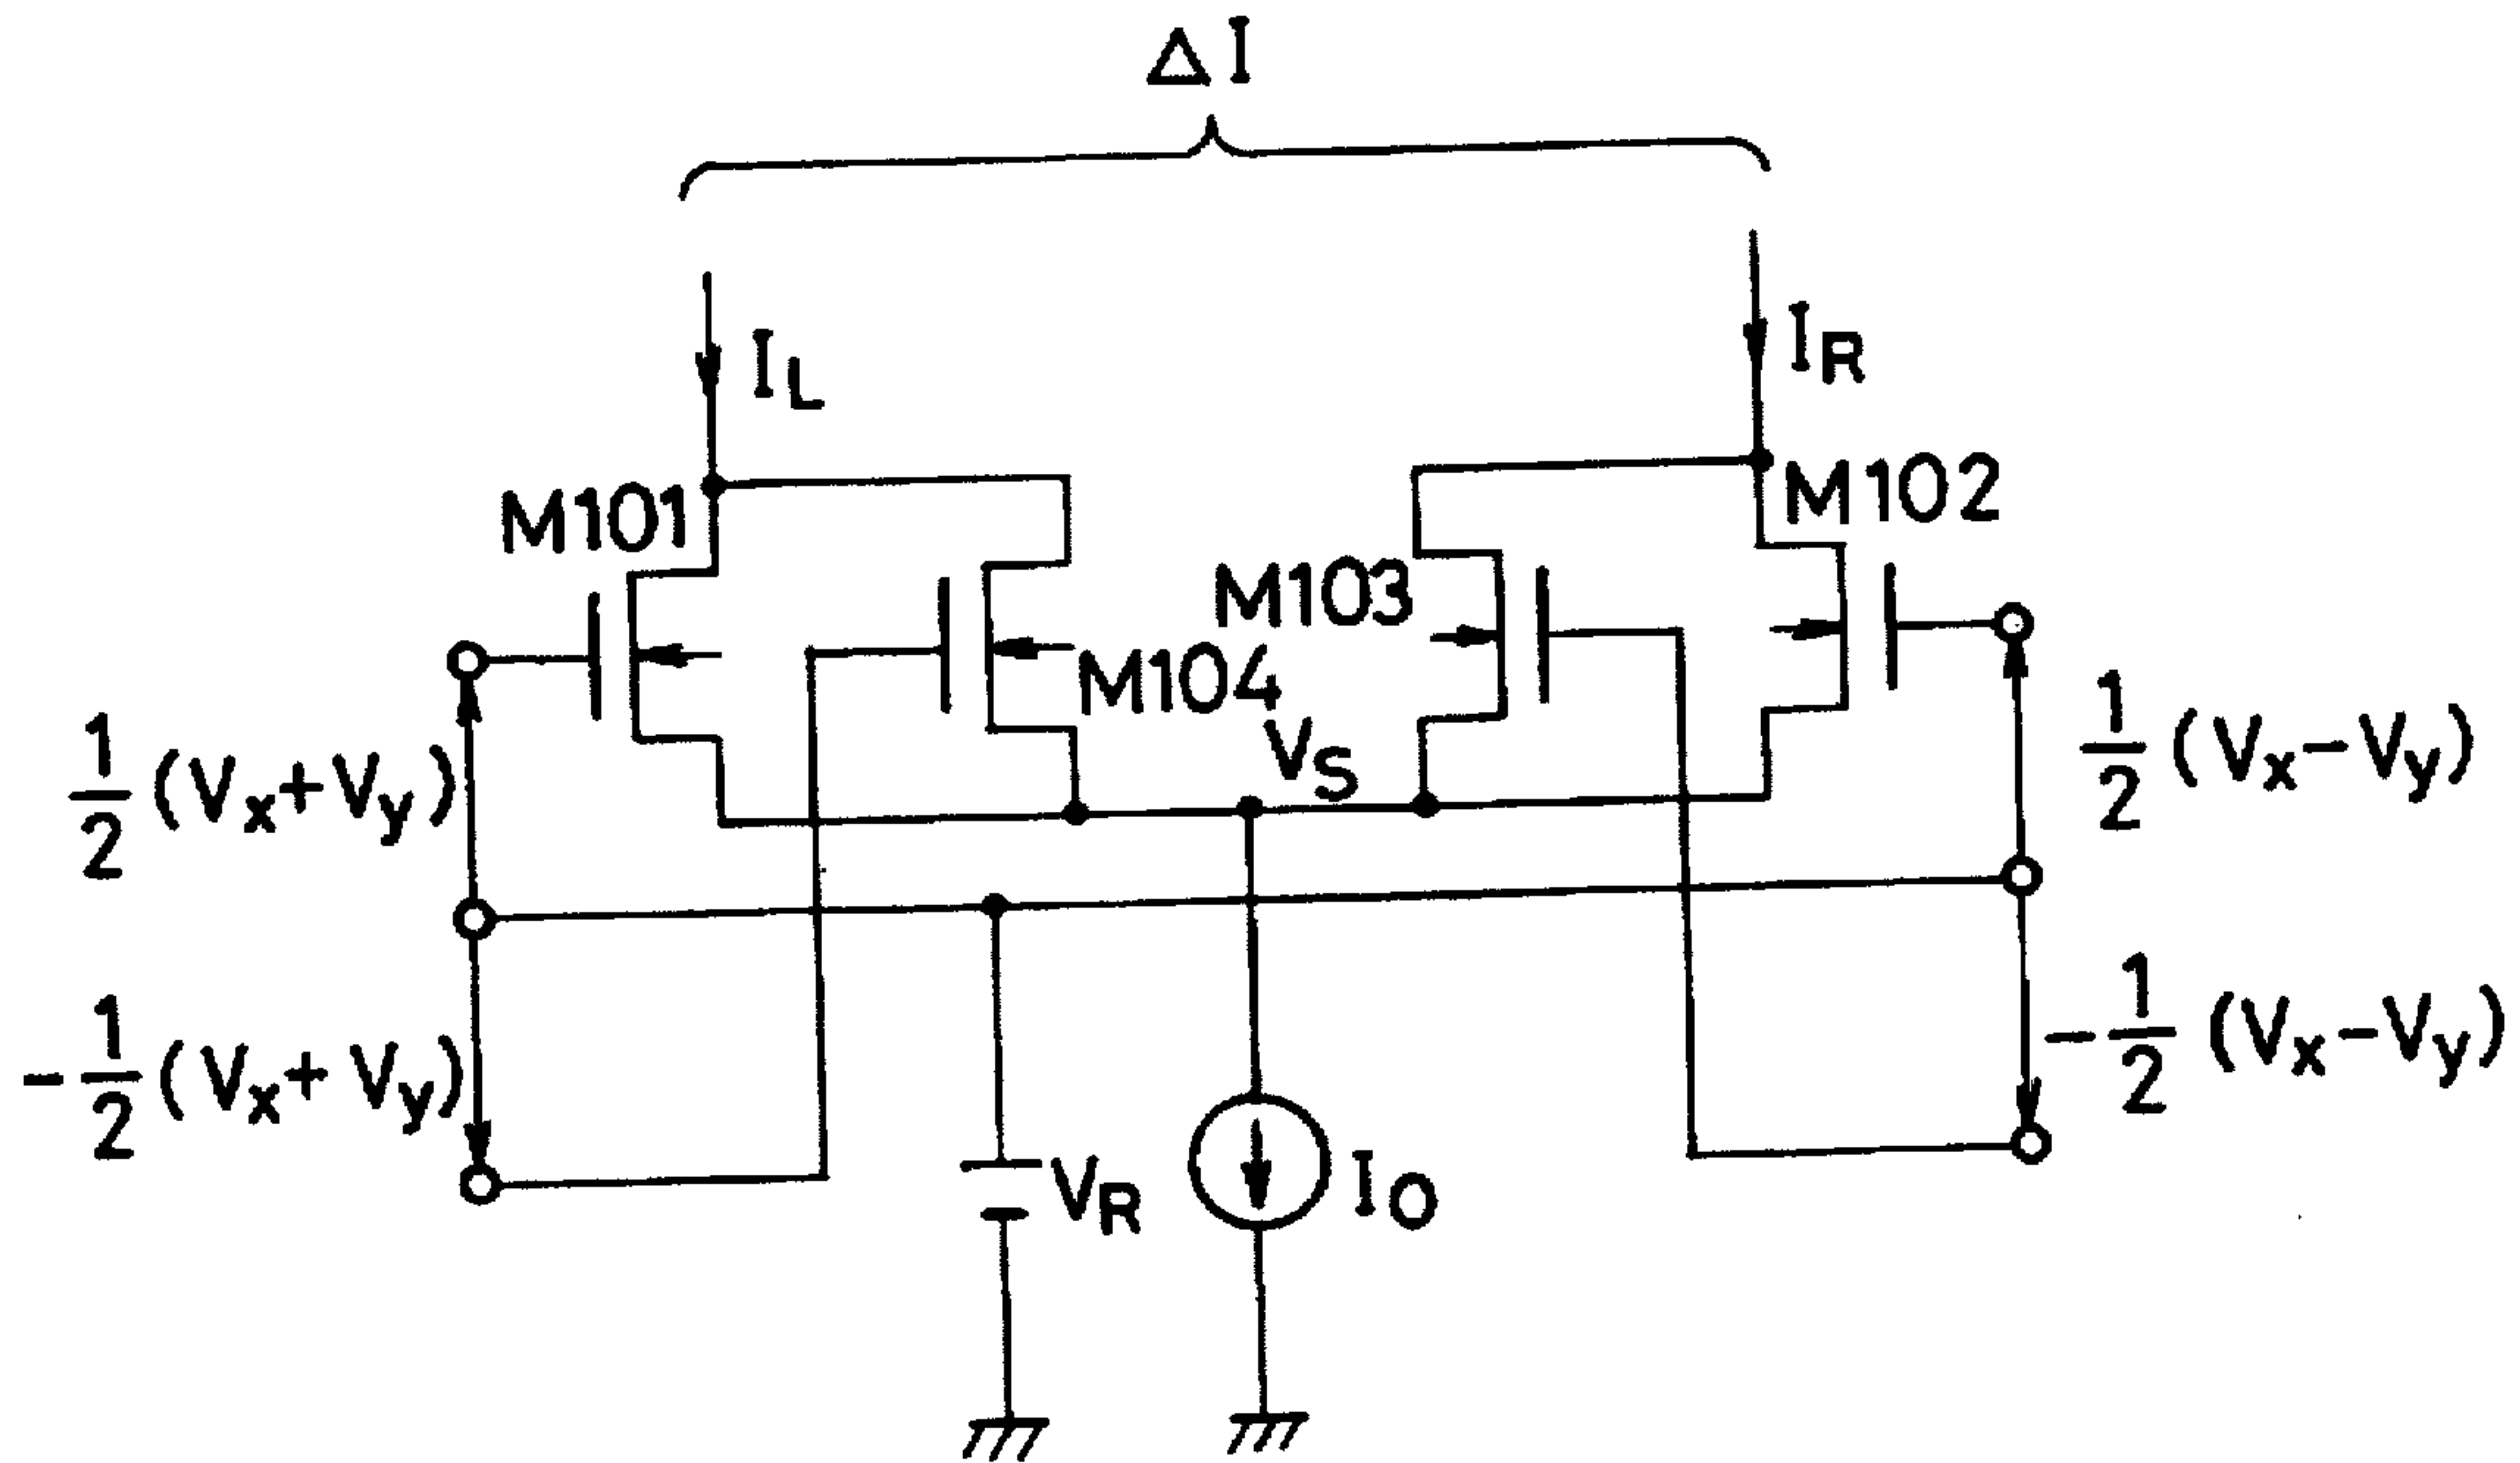 ΔI
I_L
I_R
M101
M102
M103
M104
V_S
1/2 (V_x+V_y)
1/2 (V_x−V_y)
−1/2 (V_x+V_y)
−1/2 (V_x−V_y)
V_R
I_O